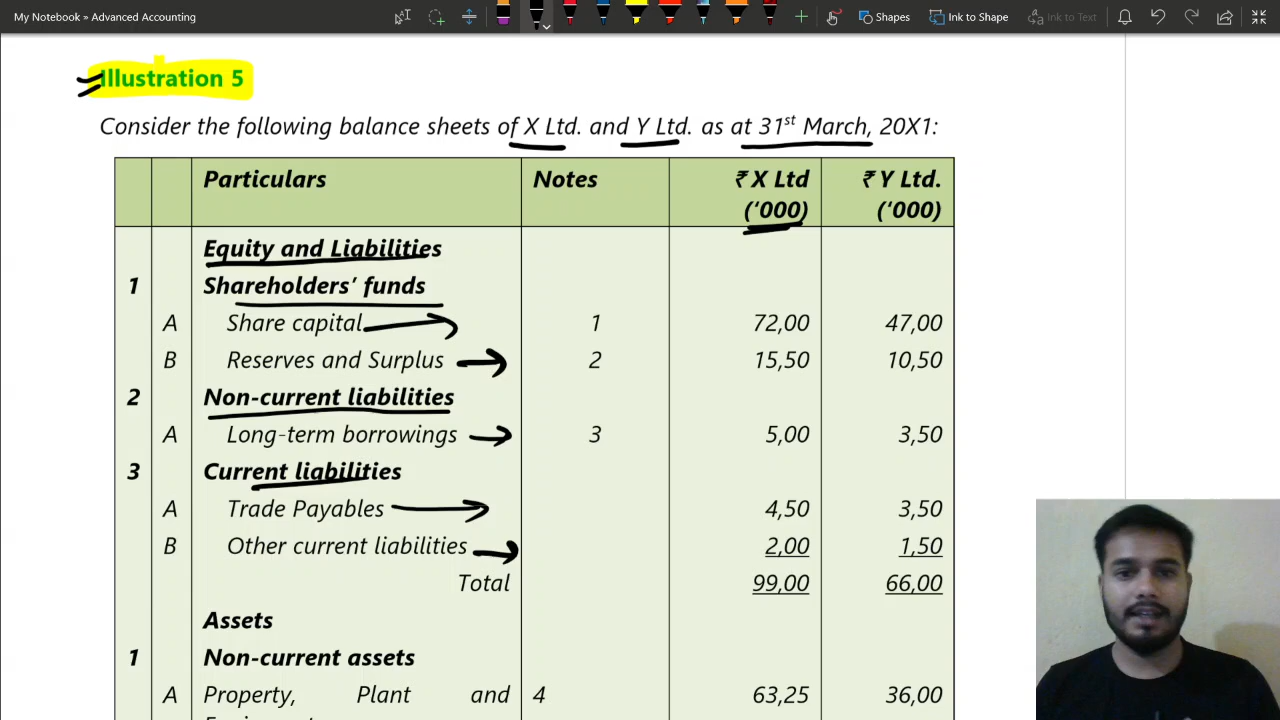 My Notebook » Advanced Accounting
Shapes
Ink to Shape
Ink to Text
Illustration 5
Consider the following balance sheets of X Ltd. and Y Ltd. as at 31st March, 20X1:
Particulars Notes ₹ X Ltd ('000) ₹ Y Ltd. ('000)
Equity and Liabilities
1 Shareholders' funds
A Share capital 1 72,00 47,00
B Reserves and Surplus 2 15,50 10,50
2 Non-current liabilities
A Long-term borrowings 3 5,00 3,50
3 Current liabilities
A Trade Payables 4,50 3,50
B Other current liabilities 2,00 1,50
Total 99,00 66,00
Assets
1 Non-current assets
A Property, Plant and 4 63,25 36,00